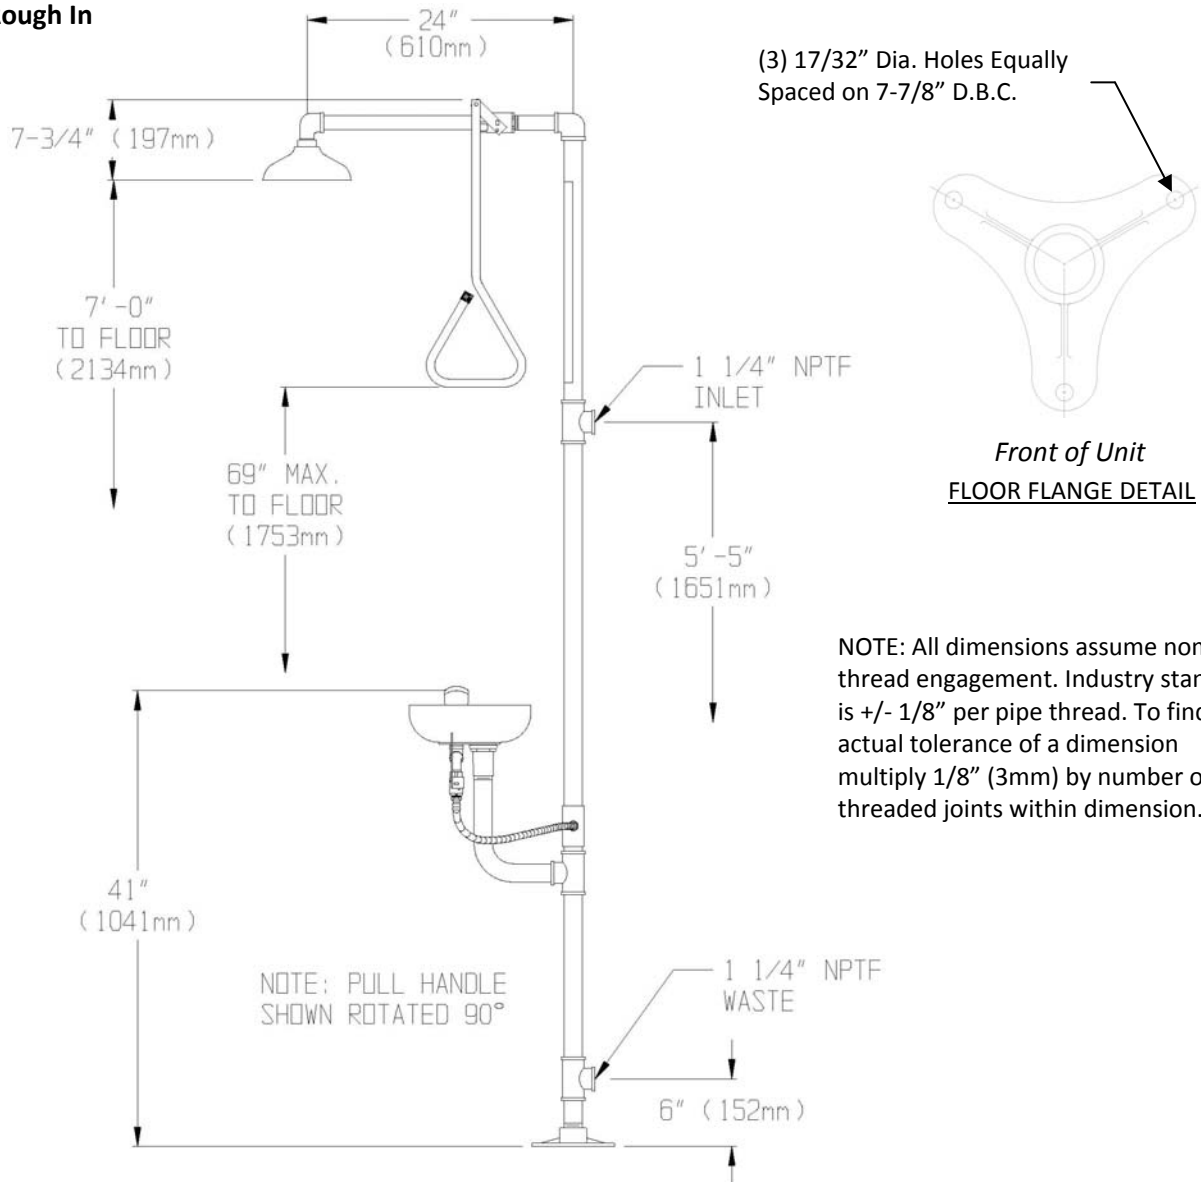 ough In
24"
(610mm)
(3) 17/32” Dia. Holes Equally
Spaced on 7-7/8” D.B.C.
7-3/4" (197mm)
7'-0"
TO FLOOR
(2134mm)
1 1/4" NPTF
INLET
Front of Unit
FLOOR FLANGE DETAIL
69" MAX.
TO FLOOR
(1753mm)
5'-5"
(1651mm)
NOTE: All dimensions assume
thread engagement. Industry
is +/- 1/8” per pipe thread. To
actual tolerance of a dimension
multiply 1/8” (3mm) by number
threaded joints within dimension.
41"
(1041mm)
NOTE: PULL HANDLE
SHOWN ROTATED 90°
1 1/4" NPTF
WASTE
6" (152mm)